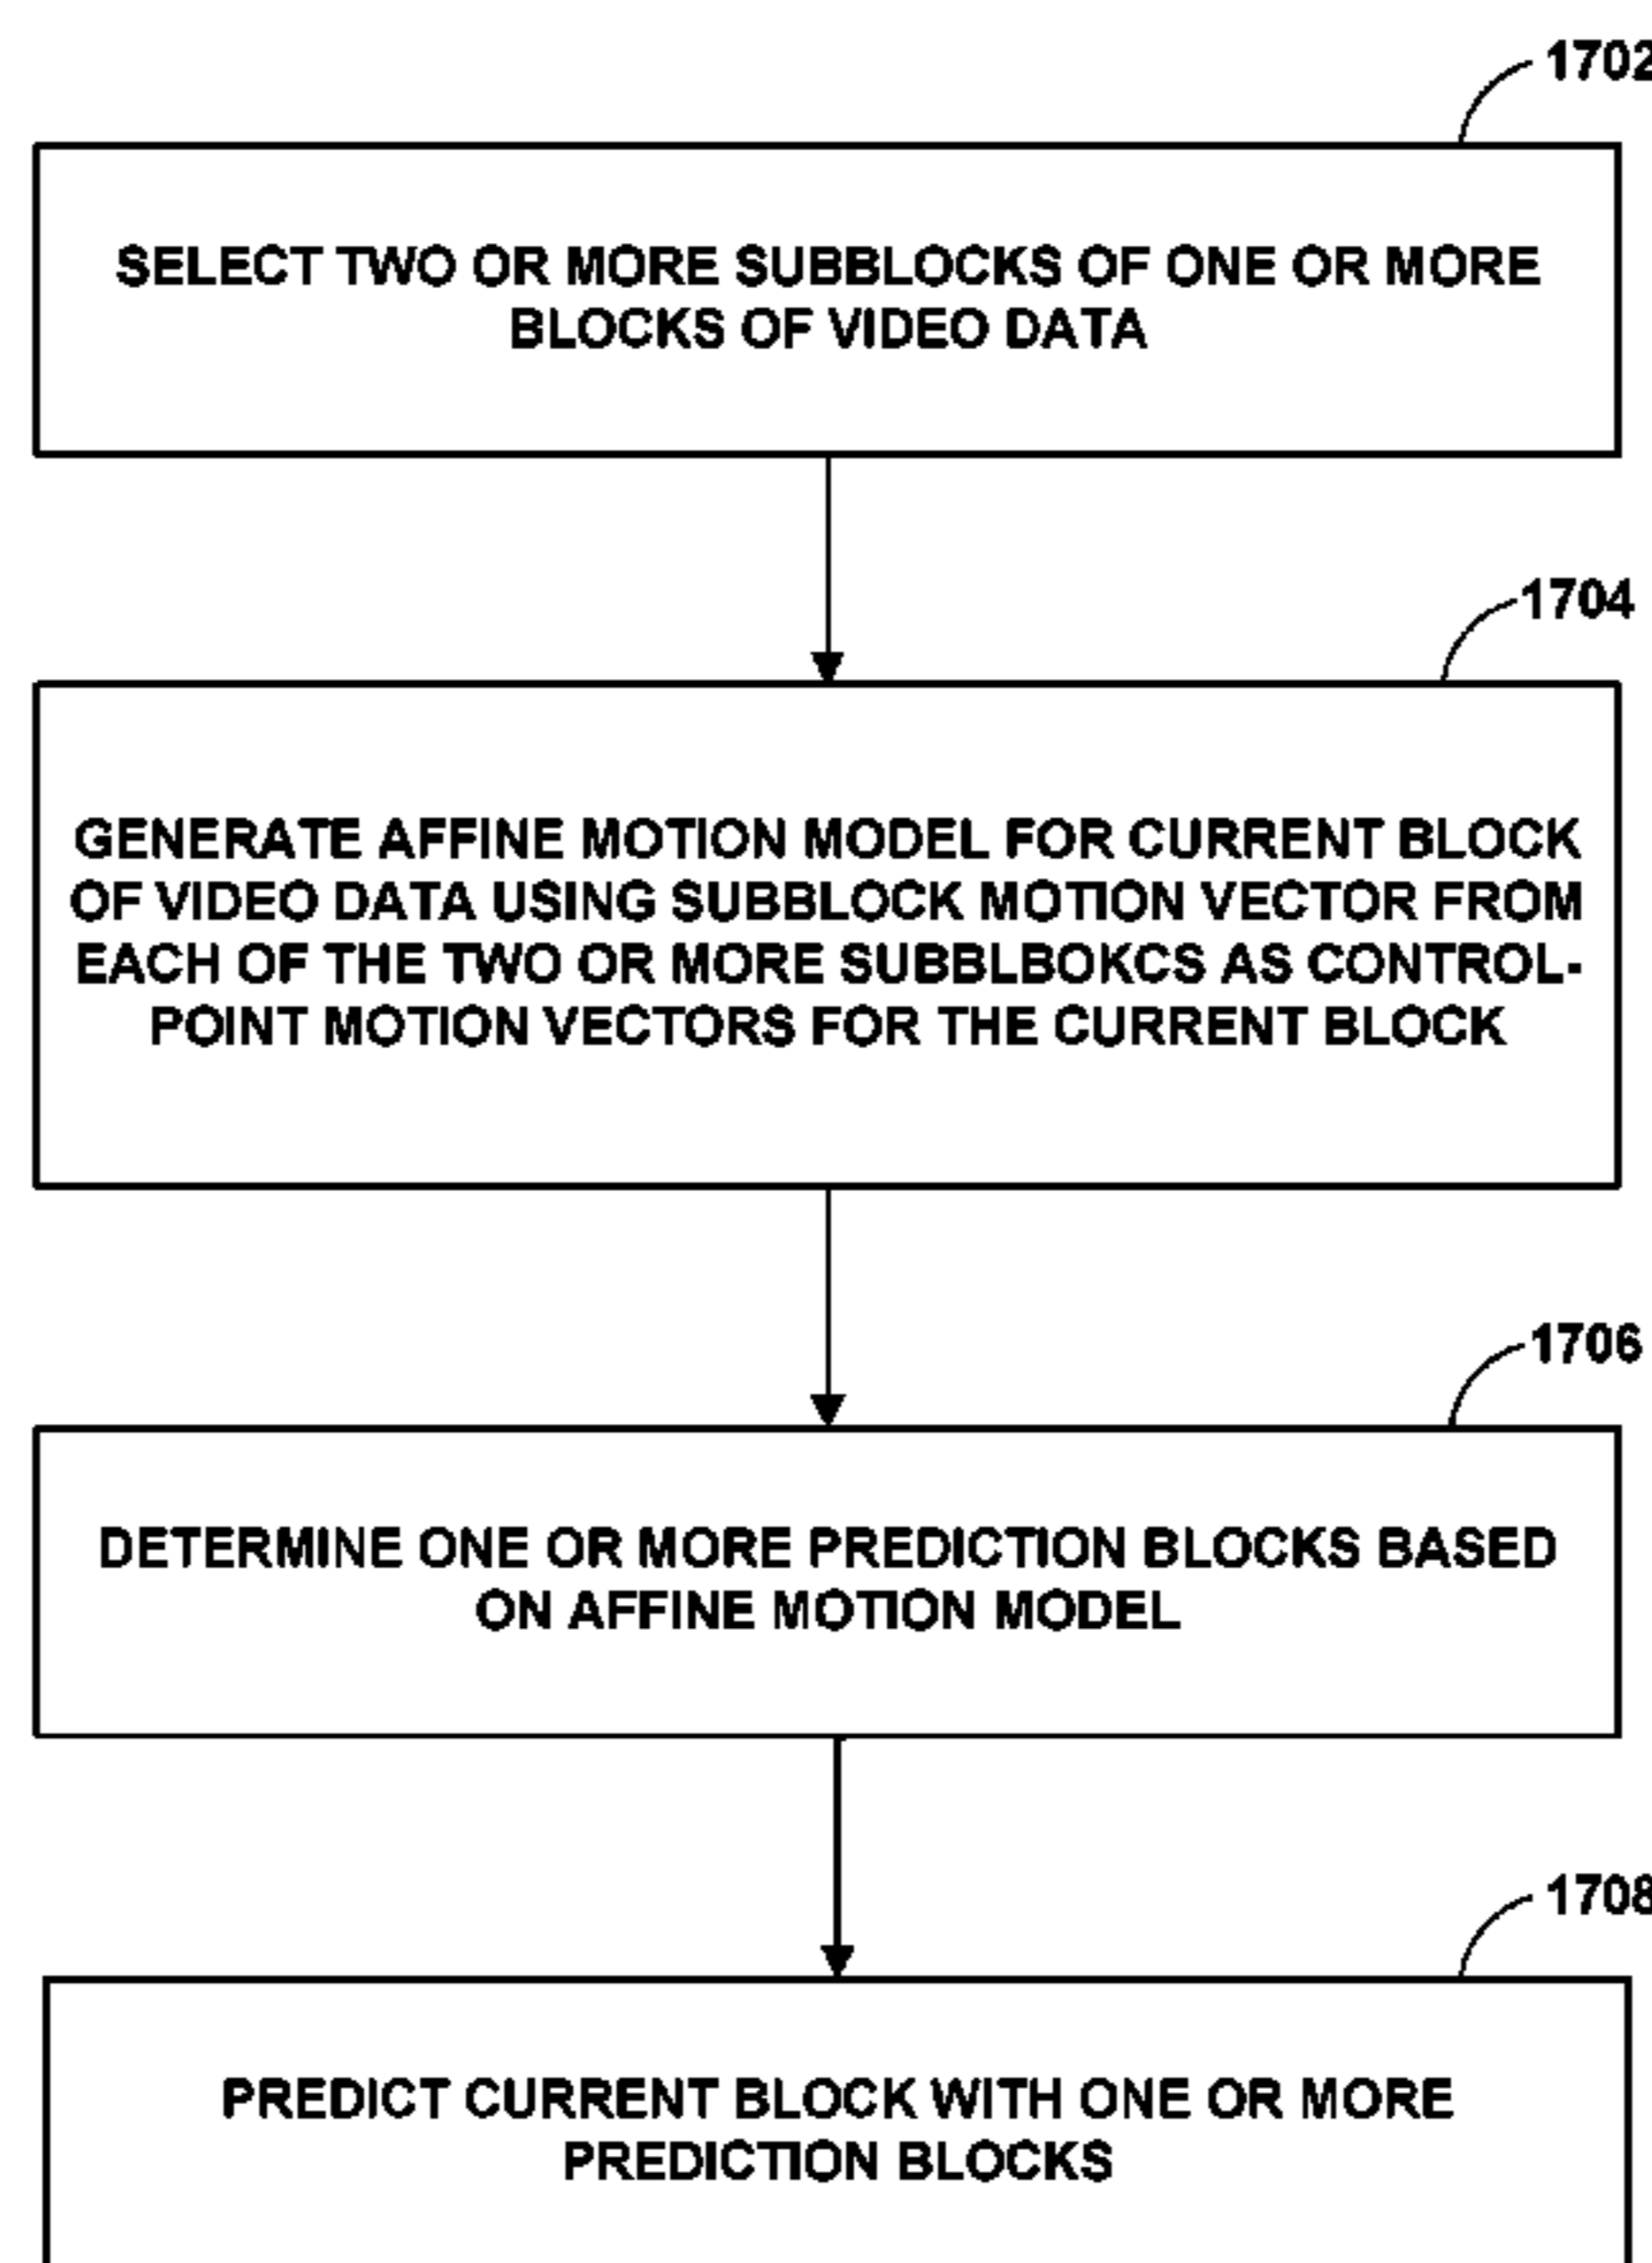 1702
SELECT TWO OR MORE SUBBLOCKS OF ONE OR MORE
BLOCKS OF VIDEO DATA
1704
GENERATE AFFINE MOTION MODEL FOR CURRENT BLOCK
OF VIDEO DATA USING SUBBLOCK MOTION VECTOR FROM
EACH OF THE TWO OR MORE SUBBLBOKCS AS CONTROL-
POINT MOTION VECTORS FOR THE CURRENT BLOCK
1706
DETERMINE ONE OR MORE PREDICTION BLOCKS BASED
ON AFFINE MOTION MODEL
1708
PREDICT CURRENT BLOCK WITH ONE OR MORE
PREDICTION BLOCKS